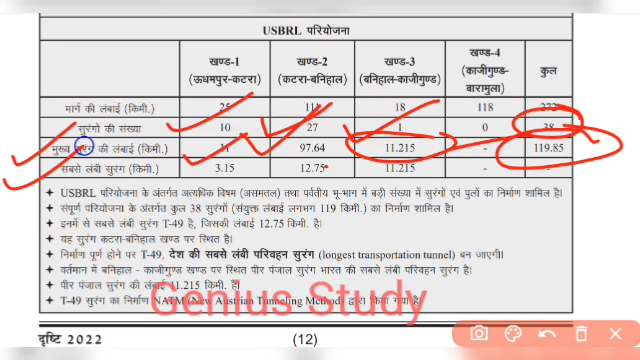 USBRL परियोजना
खण्ड-1 खण्ड-2 खण्ड-3 खण्ड-4 कुल
(ऊधमपुर-कटरा) (कटरा-बनिहाल) (बनिहाल-काजीगुण्ड) (काजीगुण्ड-
बारामुला)
मार्ग की लंबाई (किमी.) 25 111 18 118 272
सुरंगों की संख्या 10 27 1 0 38
मुख्य सुरंग की लंबाई (किमी.) 11 97.64 11.215 - 119.85
सबसे लंबी सुरंग (किमी.) 3.15 12.75 11.215 - -
USBRL परियोजना के अंतर्गत अत्यधिक विषम (असमतल) तथा पर्वतीय भू-भाग में बड़ी संख्या में सुरंगों एवं पुलों का निर्माण शामिल है।
संपूर्ण परियोजना के अंतर्गत कुल 38 सुरंगों (संयुक्त लंबाई लगभग 119 किमी.) का निर्माण शामिल है।
इनमें से सबसे लंबी सुरंग T-49 है, जिसकी लंबाई 12.75 किमी. है।
यह सुरंग कटरा-बनिहाल खण्ड पर स्थित है।
निर्माण पूर्ण होने पर T-49, देश की सबसे लंबी परिवहन सुरंग (longest transportation tunnel) बन जाएगी।
वर्तमान में बनिहाल - काजीगुण्ड खण्ड पर स्थित पीर पंजाल सुरंग भारत की सबसे लंबी परिवहन सुरंग है।
पीर पंजाल सुरंग की लंबाई 11.215 किमी. है।
T-49 सुरंग का निर्माण NATM (New Austrian Tunneling Method) द्वारा किया गया है।
Genius Study
दृष्टि 2022 (12)